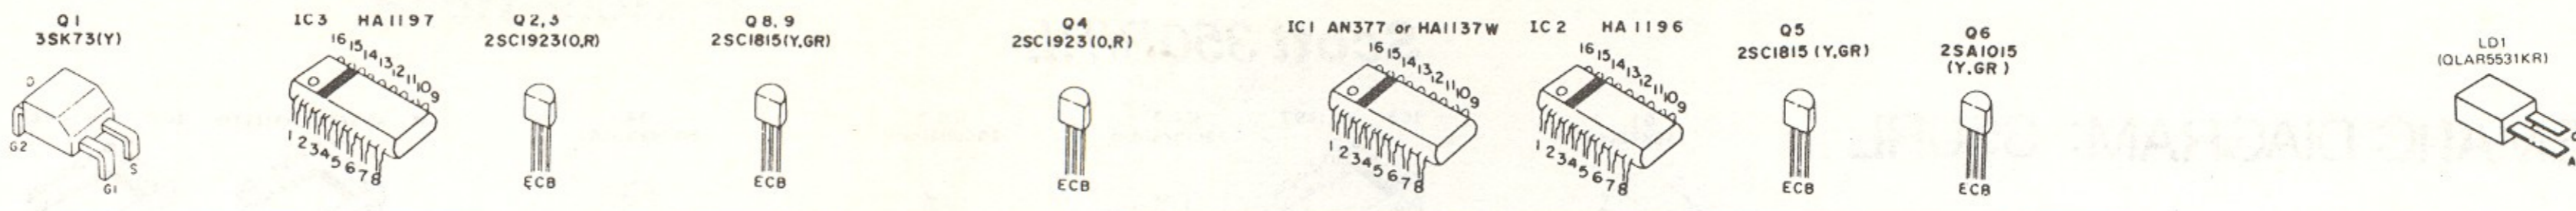 Q1
3SK73(Y)
D
G2
G1
S
IC3 HA1197
16 15 14 13 12 11 10 9
1 2 3 4 5 6 7 8
Q2,3
2SC1923(O,R)
ECB
Q8,9
2SC1815(Y,GR)
ECB
Q4
2SC1923(O,R)
ECB
IC1 AN377 or HA1137W
16 15 14 13 12 11 10 9
1 2 3 4 5 6 7 8
IC2 HA1196
16 15 14 13 12 11 10 9
1 2 3 4 5 6 7 8
Q5
2SC1815 (Y,GR)
ECB
Q6
2SA1015
(Y,GR)
ECB
LD1
(QLAR5531KR)
A